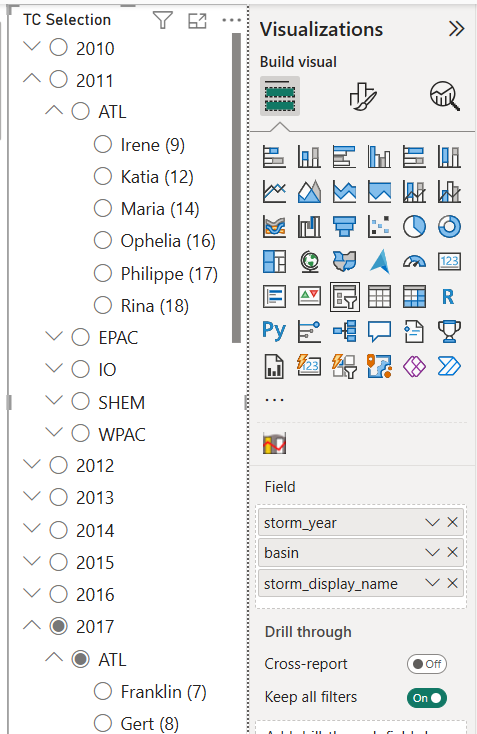 TC Selection
2010
2011
ATL
Irene (9)
Katia (12)
Maria (14)
Ophelia (16)
Philippe (17)
Rina (18)
EPAC
IO
SHEM
WPAC
2012
2013
2014
2015
2016
2017
ATL
Franklin (7)
Gert (8)
Visualizations
Build visual
123
R
Py
123
...
Field
storm_year
basin
storm_display_name
Drill through
Cross-report
Off
Keep all filters
On